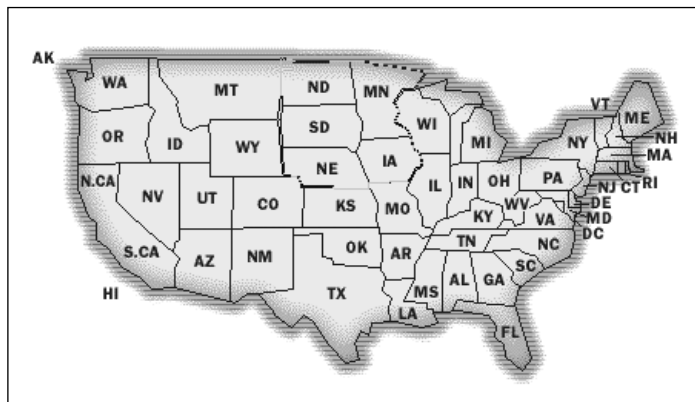 AK
WA
MT
ND
MN
VT
ME
OR
ID
WY
SD
WI
MI
NY
NH
MA
N.CA
NV
UT
CO
NE
IA
IL
IN
OH
PA
NJ
CT
RI
KS
MO
KY
WV
VA
DE
MD
DC
S.CA
AZ
NM
OK
AR
TN
NC
SC
HI
TX
LA
MS
AL
GA
FL